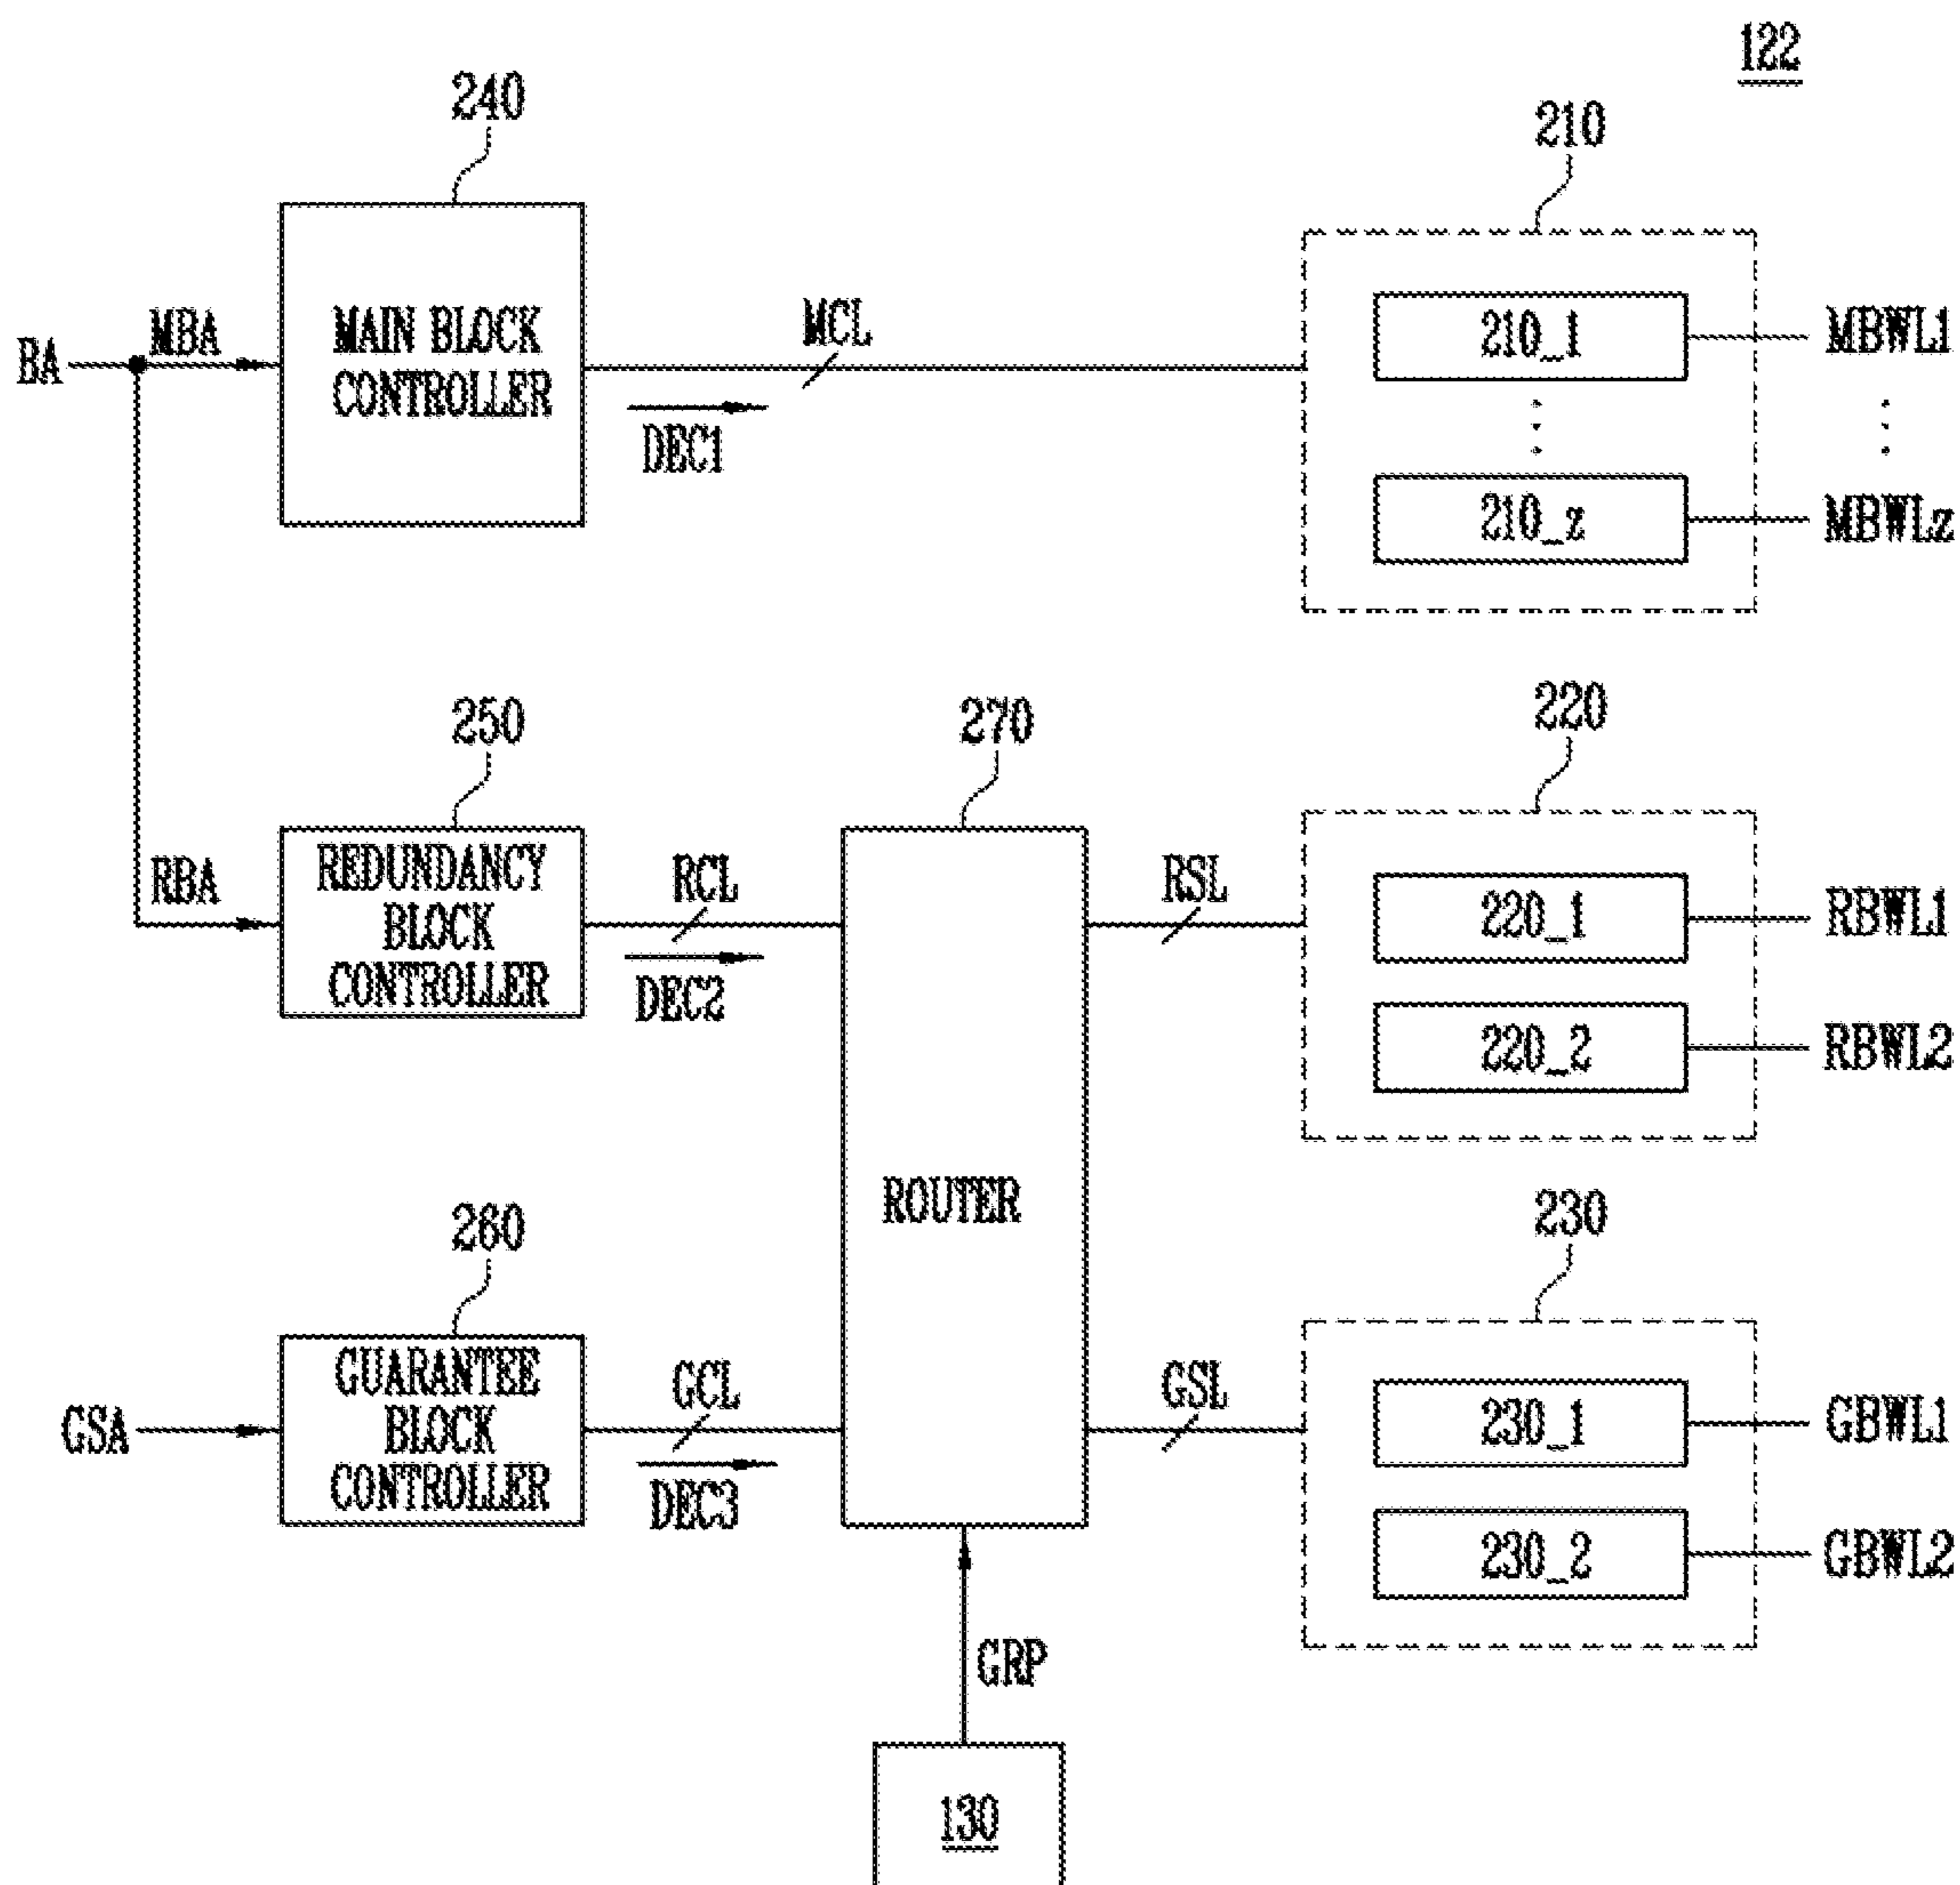 122
240
210
BA
MBA
MAIN BLOCK
CONTROLLER
MCL
DEC1
210_1
MBWL1
210_z
MBWLz
250
270
220
RBA
REDUNDANCY
BLOCK
CONTROLLER
RCL
DEC2
RSL
220_1
RBWL1
220_2
RBWL2
ROUTER
260
230
GSA
GUARANTEE
BLOCK
CONTROLLER
GCL
DEC3
GSL
230_1
GBWL1
230_2
GBWL2
GRP
130